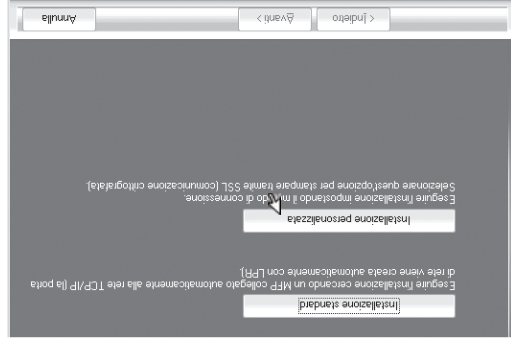 Installazione standard
Eseguire l'installazione cercando un MFP collegato automaticamente alla rete TCP/IP (la porta
di rete viene creata automaticamente con LPR).
Installazione personalizzata
Eseguire l'installazione impostando il modo di connessione.
Selezionare quest'opzione per stampare tramite SSL (comunicazione crittografata).
< Indietro
Avanti >
Annulla